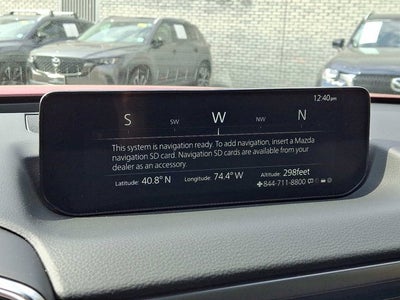 12:40pm
S SW W NW N
This system is navigation ready. To add navigation, insert a Mazda
navigation SD card. Navigation SD cards are available from your
dealer as an accessory.
Latitude: 40.8° N Longitude: 74.4° W Altitude: 298feet
844-711-8800